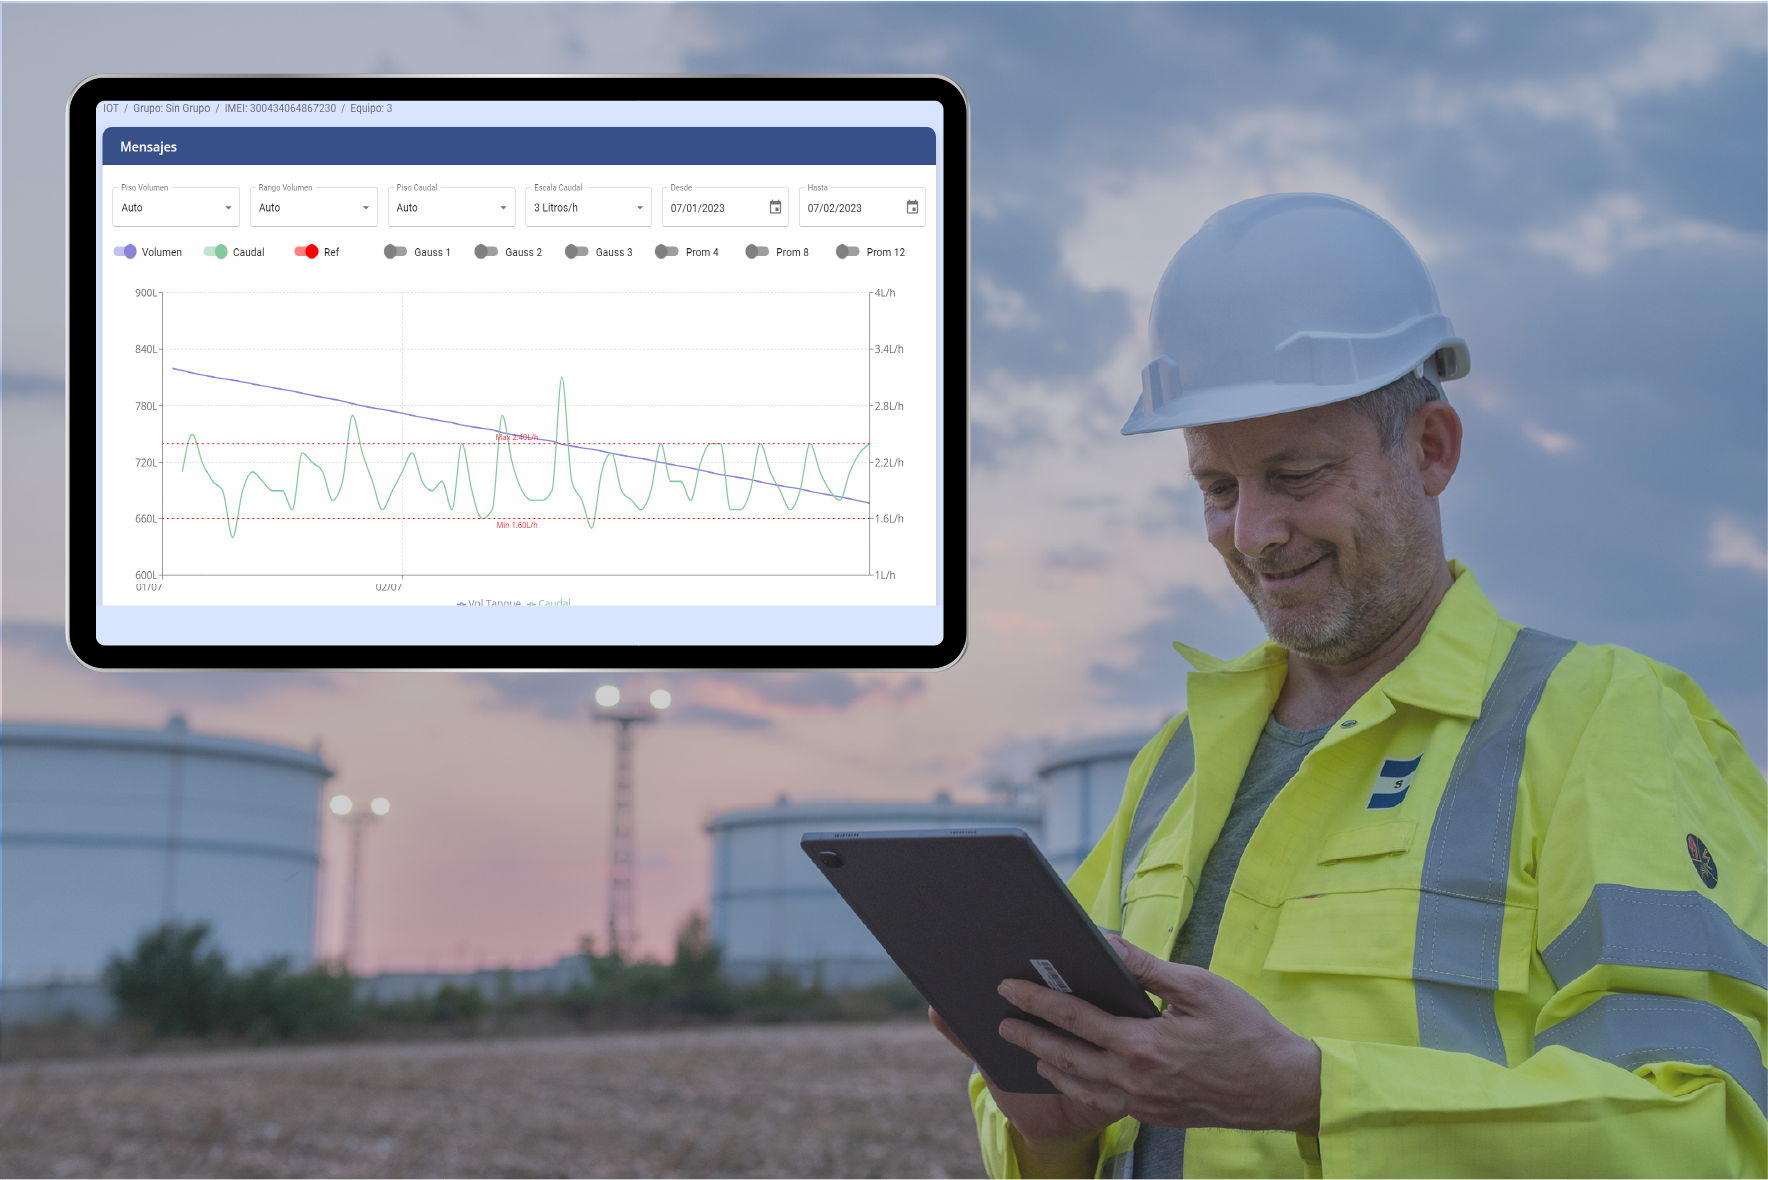 IOT / Grupo: Sin Grupo / IMEI: 300434064867230 / Equipo: 3
Mensajes
Piso Volumen Rango Volumen Piso Caudal Escala Caudal Desde Hasta
Auto Auto Auto 3 Litros/h 07/01/2023 07/02/2023
Volumen Caudal Ref Gauss 1 Gauss 2 Gauss 3 Prom 4 Prom 8 Prom 12
900L 4L/h
840L 3.4L/h
780L 2.8L/h
Max 2.40L/h
720L 2.2L/h
660L 1.6L/h
Min 1.60L/h
600L 1L/h
01/07 02/07
Vol Tanque Caudal
S